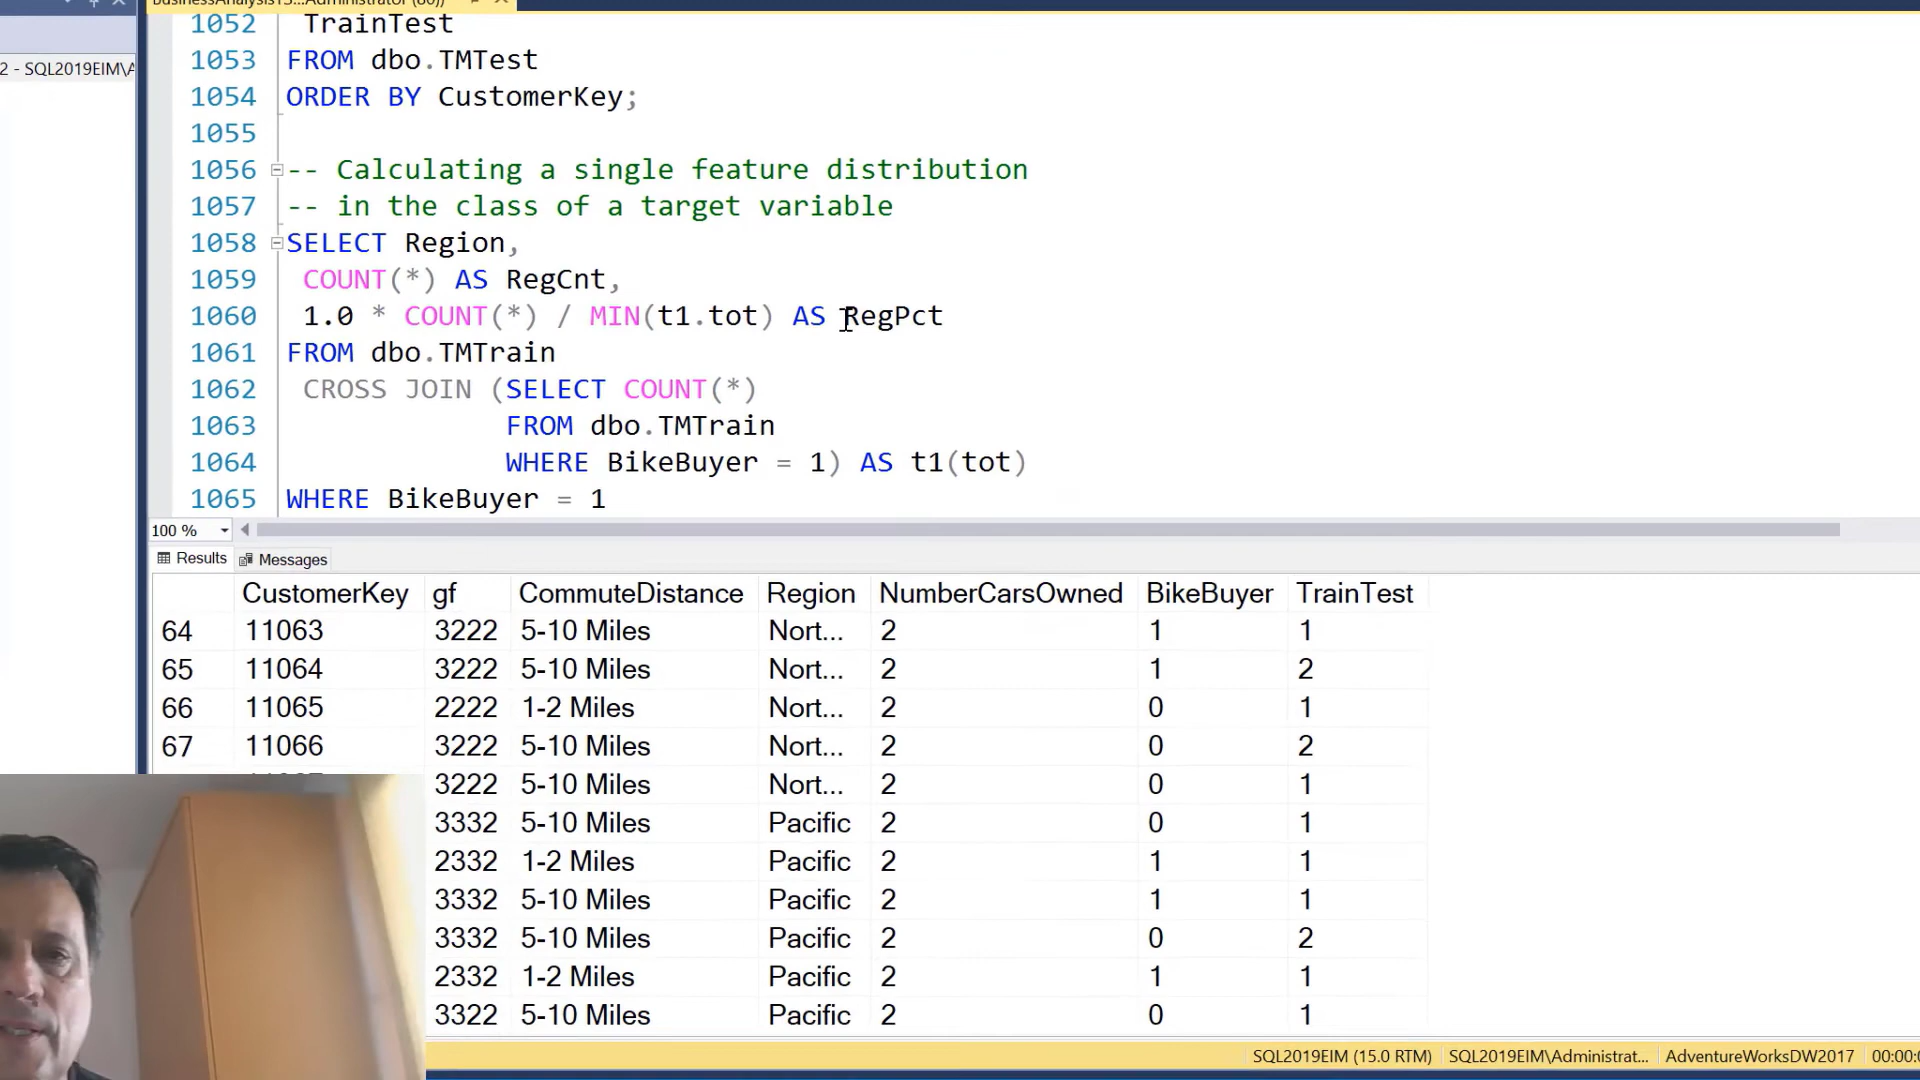 2 - SQL2019EIM\A
1052 TrainTest
1053 FROM dbo.TMTest
1054 ORDER BY CustomerKey;
1055
1056 -- Calculating a single feature distribution
1057 -- in the class of a target variable
1058 SELECT Region,
1059 COUNT(*) AS RegCnt,
1060 1.0 * COUNT(*) / MIN(t1.tot) AS RegPct
1061 FROM dbo.TMTrain
1062 CROSS JOIN (SELECT COUNT(*)
1063 FROM dbo.TMTrain
1064 WHERE BikeBuyer = 1) AS t1(tot)
1065 WHERE BikeBuyer = 1
100 %
Results Messages
CustomerKey gf CommuteDistance Region NumberCarsOwned BikeBuyer TrainTest
64 11063 3222 5-10 Miles Nort... 2 1 1
65 11064 3222 5-10 Miles Nort... 2 1 2
66 11065 2222 1-2 Miles Nort... 2 0 1
67 11066 3222 5-10 Miles Nort... 2 0 2
3222 5-10 Miles Nort... 2 0 1
3332 5-10 Miles Pacific 2 0 1
2332 1-2 Miles Pacific 2 1 1
3332 5-10 Miles Pacific 2 1 1
3332 5-10 Miles Pacific 2 0 2
2332 1-2 Miles Pacific 2 1 1
3322 5-10 Miles Pacific 2 0 1
SQL2019EIM (15.0 RTM) SQL2019EIM\Administrat... AdventureWorksDW2017 00:00: